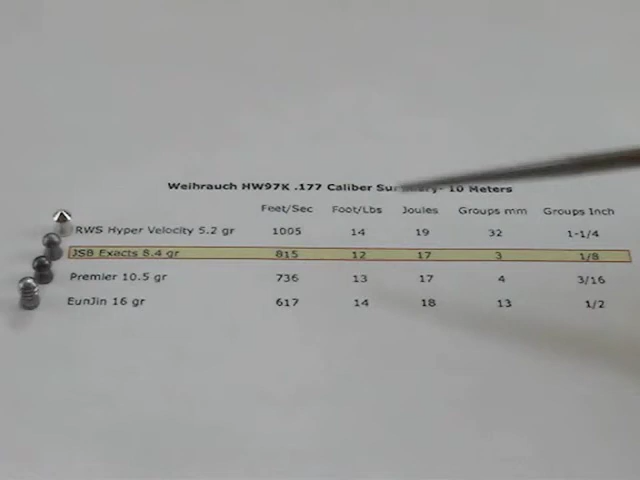 Weihrauch HW97K .177 Caliber Summery- 10 Meters
Feet/Sec Foot/Lbs Joules Groups mm Groups Inch
RWS Hyper Velocity 5.2 gr 1005 14 19 32 1-1/4
JSB Exacts 8.4 gr 815 12 17 3 1/8
Premier 10.5 gr 736 13 17 4 3/16
EunJin 16 gr 617 14 18 13 1/2